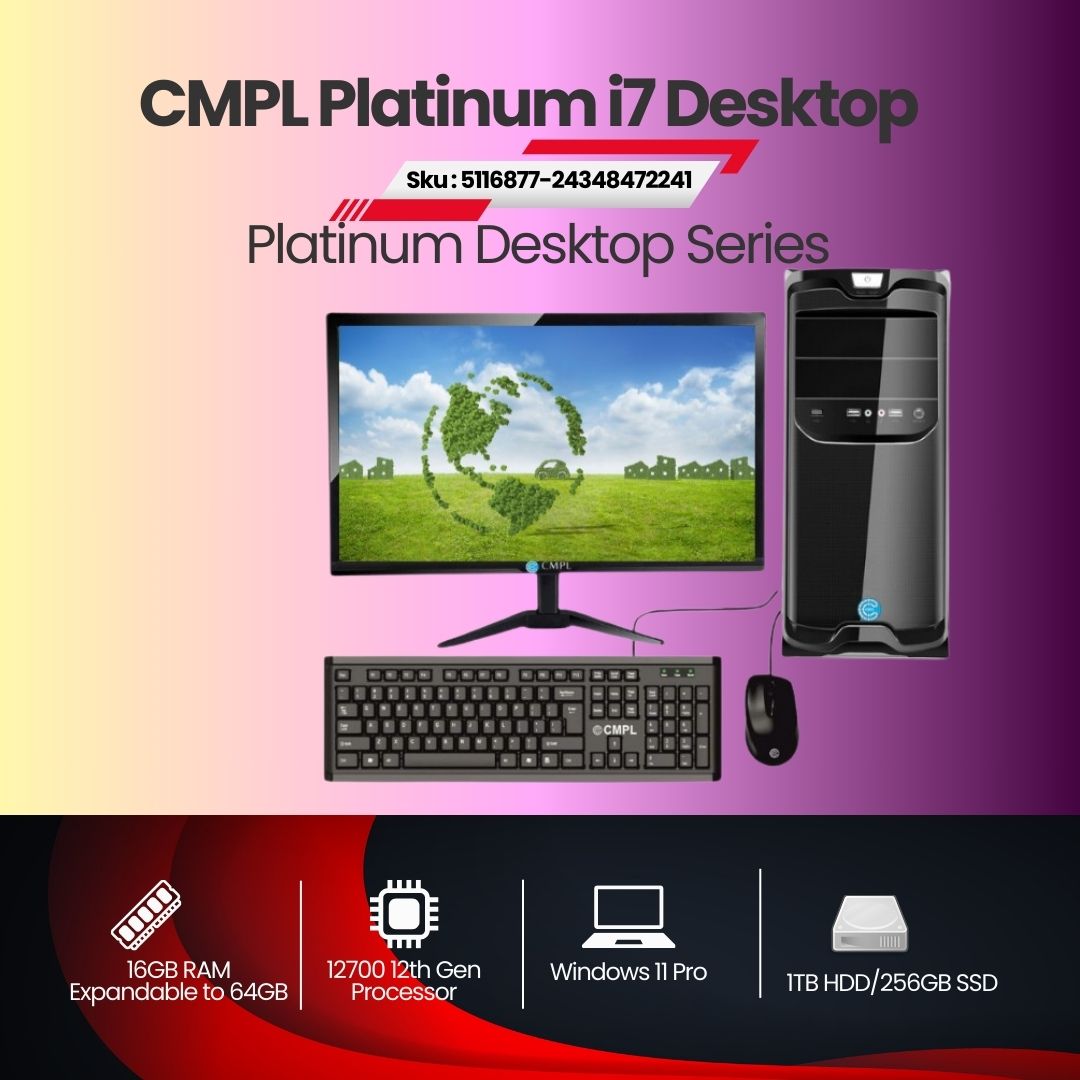 CMPL Platinum i7 Desktop
Sku : 5116877-24348472241
Platinum Desktop Series
CMPL
CMPL
16GB RAM
Expandable to 64GB
12700 12th Gen
Processor
Windows 11 Pro
1TB HDD/256GB SSD